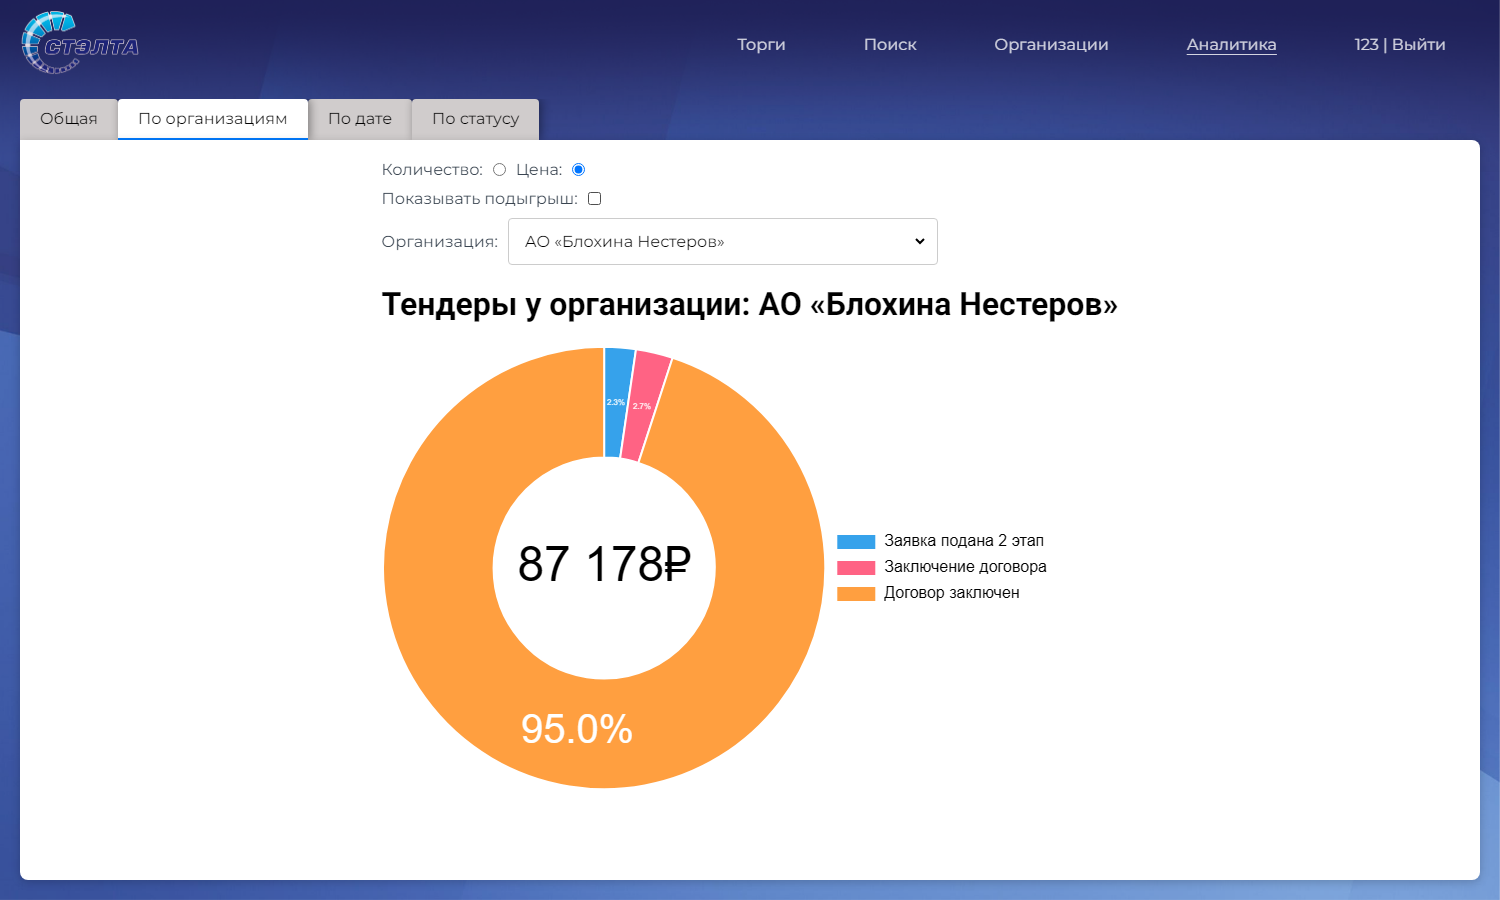 СТЭЛТА
Торги
Поиск
Организации
Аналитика
123 | Выйти
Общая
По организациям
По дате
По статусу
Количество:
Цена:
Показывать подыгрыш:
Организация:
АО «Блохина Нестеров»
Тендеры у организации: АО «Блохина Нестеров»
2.3%
2.7%
87 178₽
95.0%
Заявка подана 2 этап
Заключение договора
Договор заключен